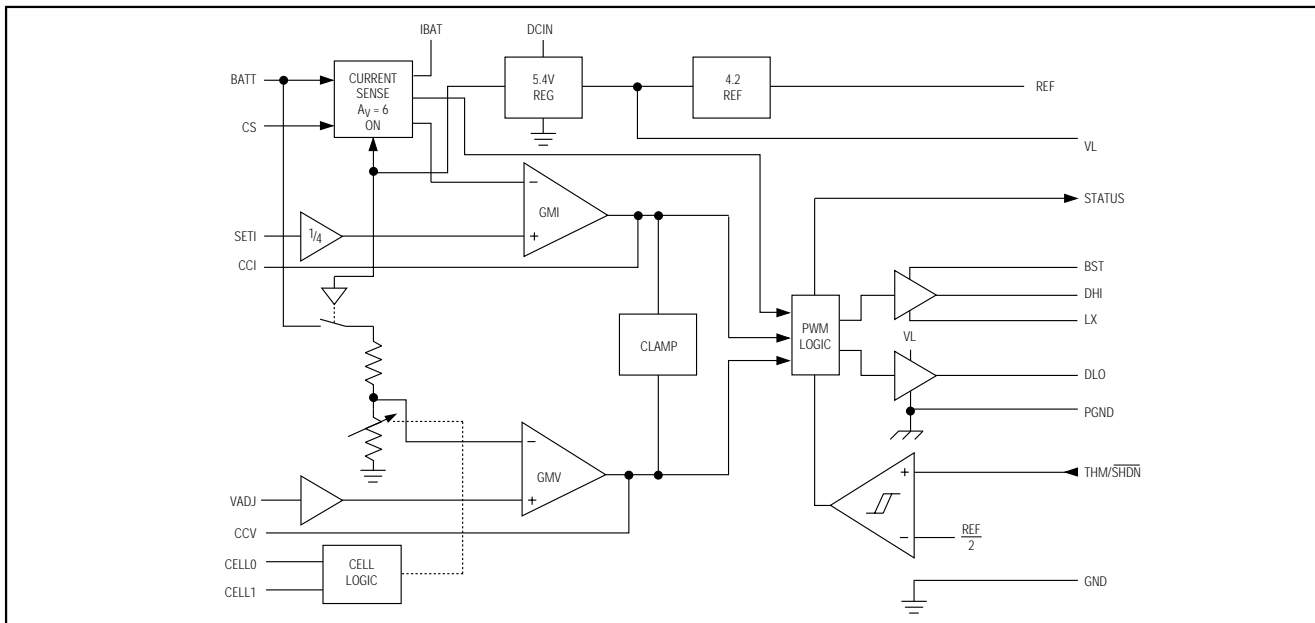 IBAT
DCIN
BATT
CURRENT
SENSE
AV = 6
ON
5.4V
REG
4.2
REF
REF
CS
VL
−
GMI
+
STATUS
SETI
1/4
CCI
BST
DHI
LX
PWM
LOGIC
CLAMP
VL
DLO
PGND
−
GMV
+
+
THM/SHDN
VADJ
CCV
−
REF
2
CELL0
CELL
LOGIC
CELL1
GND